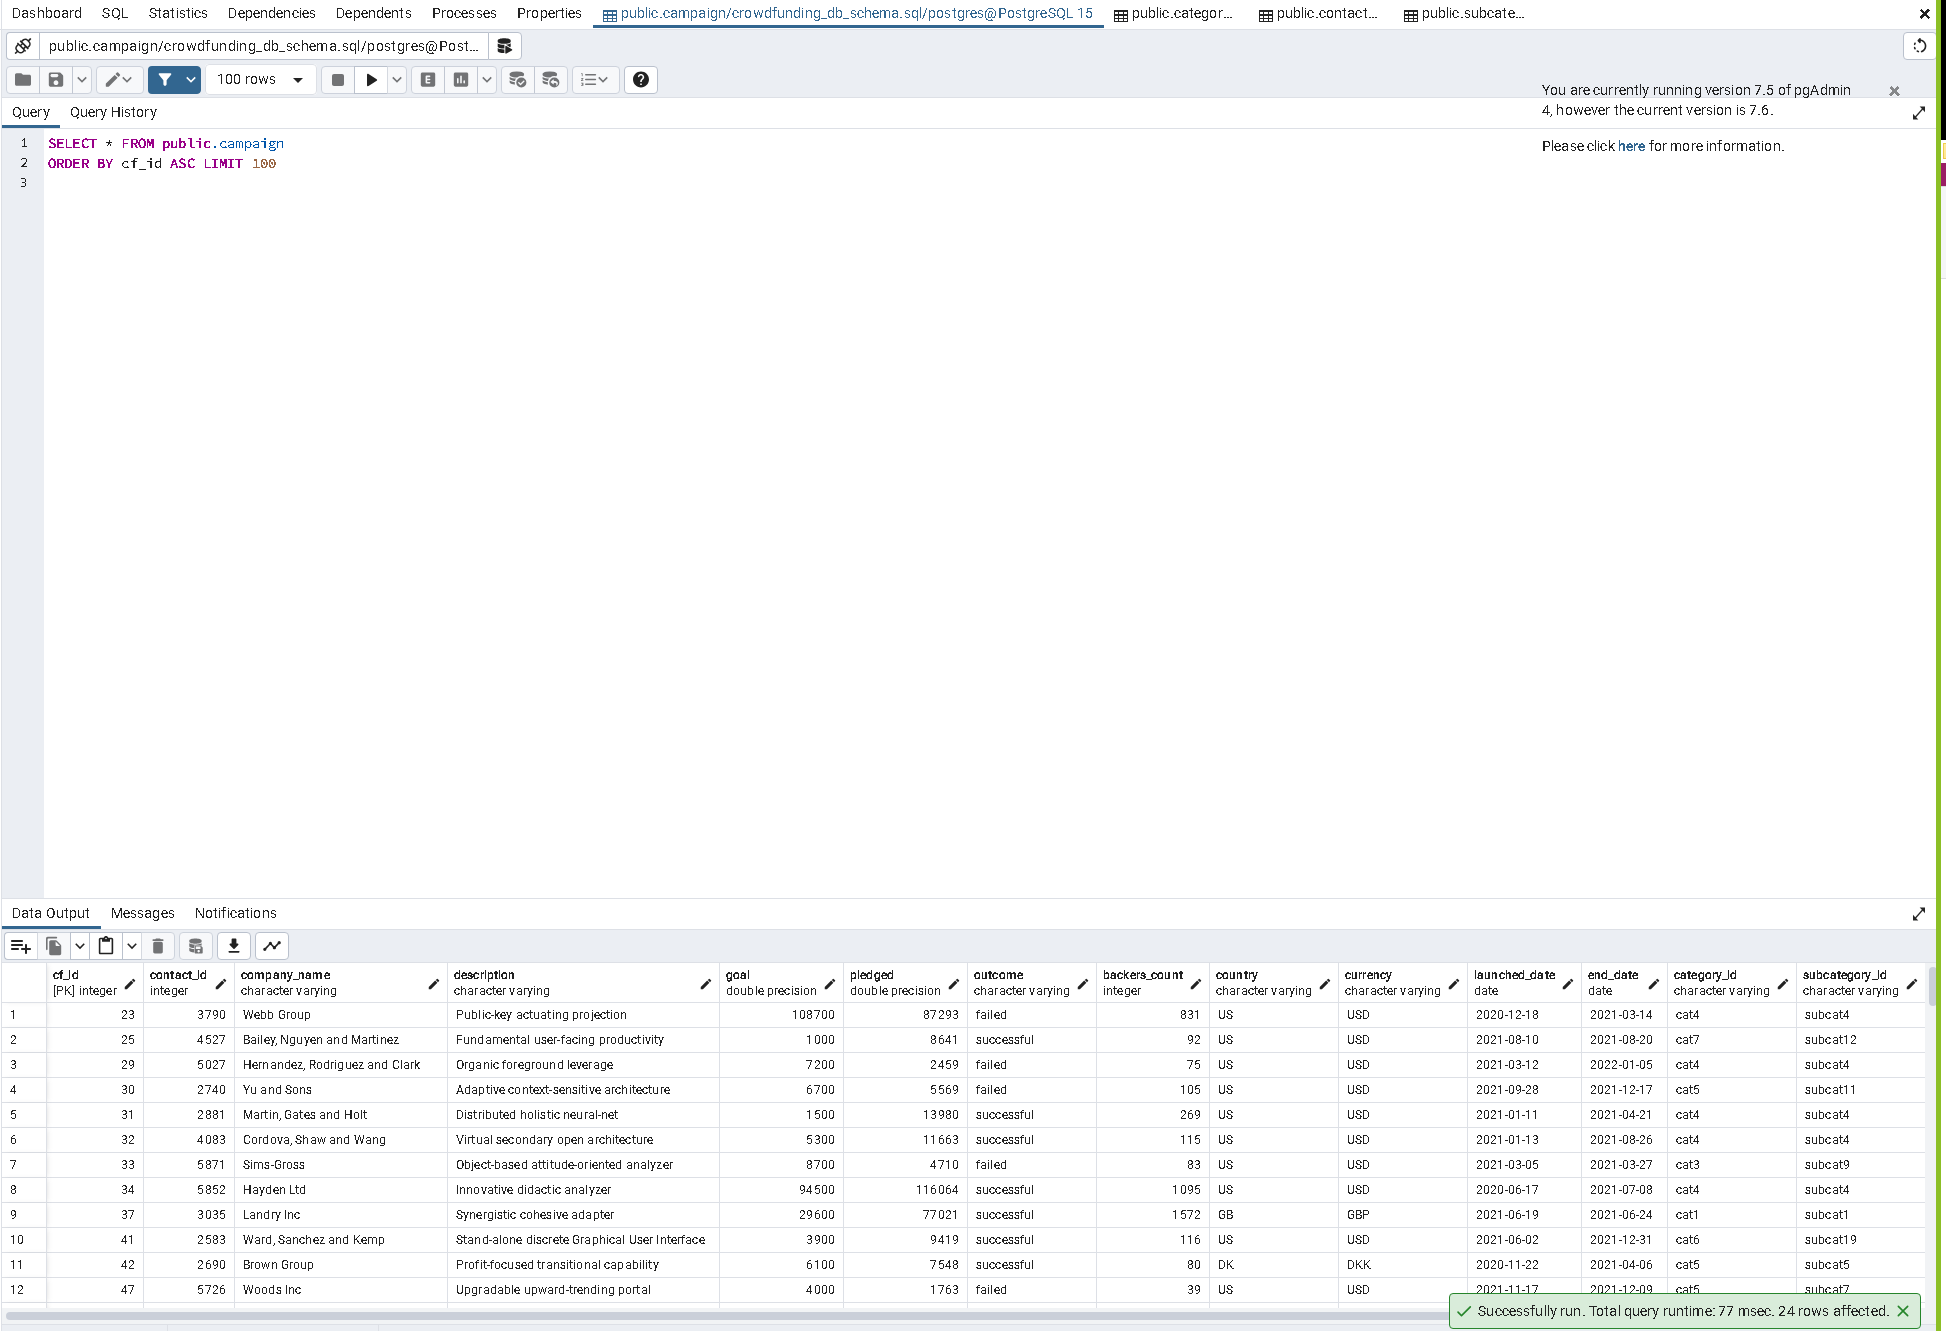 Dashboard SQL Statistics Dependencies Dependents Processes Properties public.campaign/crowdfunding_db_schema.sql/postgres@PostgreSQL 15 public.categor... public.contact... public.subcate...
public.campaign/crowdfunding_db_schema.sql/postgres@Post...
100 rows E
You are currently running version 7.5 of pgAdmin
4, however the current version is 7.6.
Please click here for more information.
Query Query History
1 SELECT * FROM public.campaign
2 ORDER BY cf_id ASC LIMIT 100
3
Data Output Messages Notifications
cf_id contact_id company_name description goal pledged outcome backers_count country currency launched_date end_date category_id subcategory_id
[PK] integer integer character varying character varying double precision double precision character varying integer character varying character varying date date character varying character varying
1 23 3790 Webb Group Public-key actuating projection 108700 87293 failed 831 US USD 2020-12-18 2021-03-14 cat4 subcat4
2 25 4527 Bailey, Nguyen and Martinez Fundamental user-facing productivity 1000 8641 successful 92 US USD 2021-08-10 2021-08-20 cat7 subcat12
3 29 5027 Hernandez, Rodriguez and Clark Organic foreground leverage 7200 2459 failed 75 US USD 2021-03-12 2022-01-05 cat4 subcat4
4 30 2740 Yu and Sons Adaptive context-sensitive architecture 6700 5569 failed 105 US USD 2021-09-28 2021-12-17 cat5 subcat11
5 31 2881 Martin, Gates and Holt Distributed holistic neural-net 1500 13980 successful 269 US USD 2021-01-11 2021-04-21 cat4 subcat4
6 32 4083 Cordova, Shaw and Wang Virtual secondary open architecture 5300 11663 successful 115 US USD 2021-01-13 2021-08-26 cat4 subcat4
7 33 5871 Sims-Gross Object-based attitude-oriented analyzer 8700 4710 failed 83 US USD 2021-03-05 2021-03-27 cat3 subcat9
8 34 5852 Hayden Ltd Innovative didactic analyzer 94500 116064 successful 1095 US USD 2020-06-17 2021-07-08 cat4 subcat4
9 37 3035 Landry Inc Synergistic cohesive adapter 29600 77021 successful 1572 GB GBP 2021-06-19 2021-06-24 cat1 subcat1
10 41 2583 Ward, Sanchez and Kemp Stand-alone discrete Graphical User Interface 3900 9419 successful 116 US USD 2021-06-02 2021-12-31 cat6 subcat19
11 42 2690 Brown Group Profit-focused transitional capability 6100 7548 successful 80 DK DKK 2020-11-22 2021-04-06 cat5 subcat5
12 47 5726 Woods Inc Upgradable upward-trending portal 4000 1763 failed 39 US USD 2021-11-17 2021-12-09 cat5 subcat7
Successfully run. Total query runtime: 77 msec. 24 rows affected.